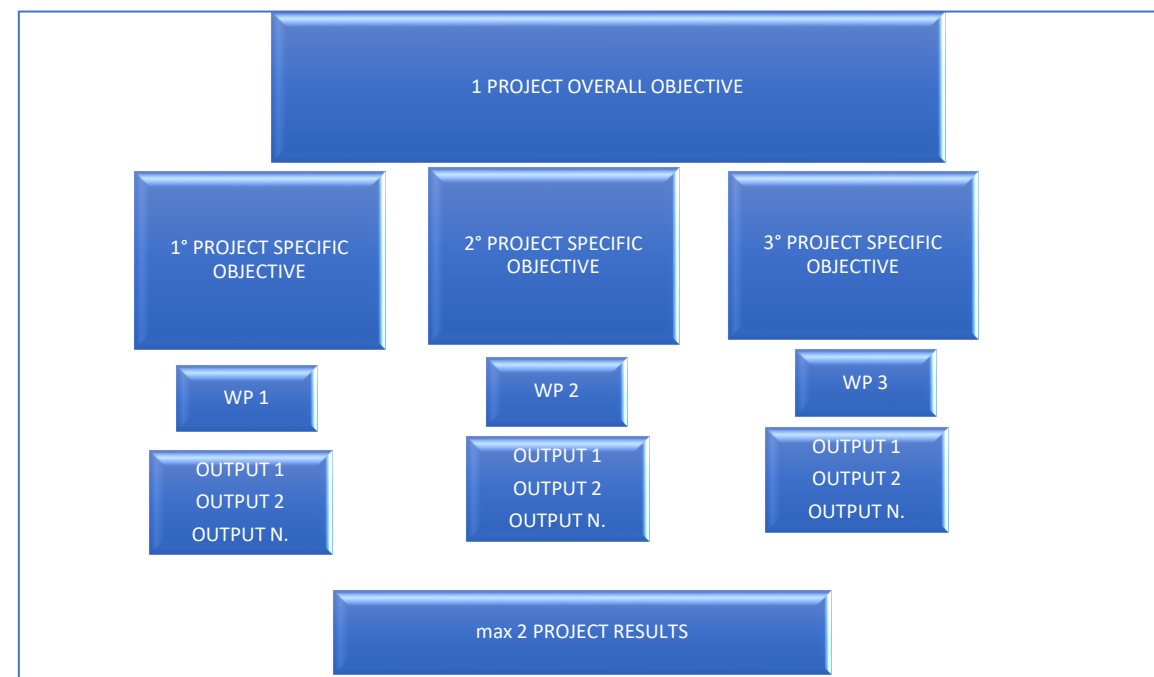 1 PROJECT OVERALL OBJECTIVE
1° PROJECT SPECIFIC
OBJECTIVE
2° PROJECT SPECIFIC
OBJECTIVE
3° PROJECT SPECIFIC
OBJECTIVE
WP 1
WP 2
WP 3
OUTPUT 1
OUTPUT 2
OUTPUT N.
OUTPUT 1
OUTPUT 2
OUTPUT N.
OUTPUT 1
OUTPUT 2
OUTPUT N.
max 2 PROJECT RESULTS